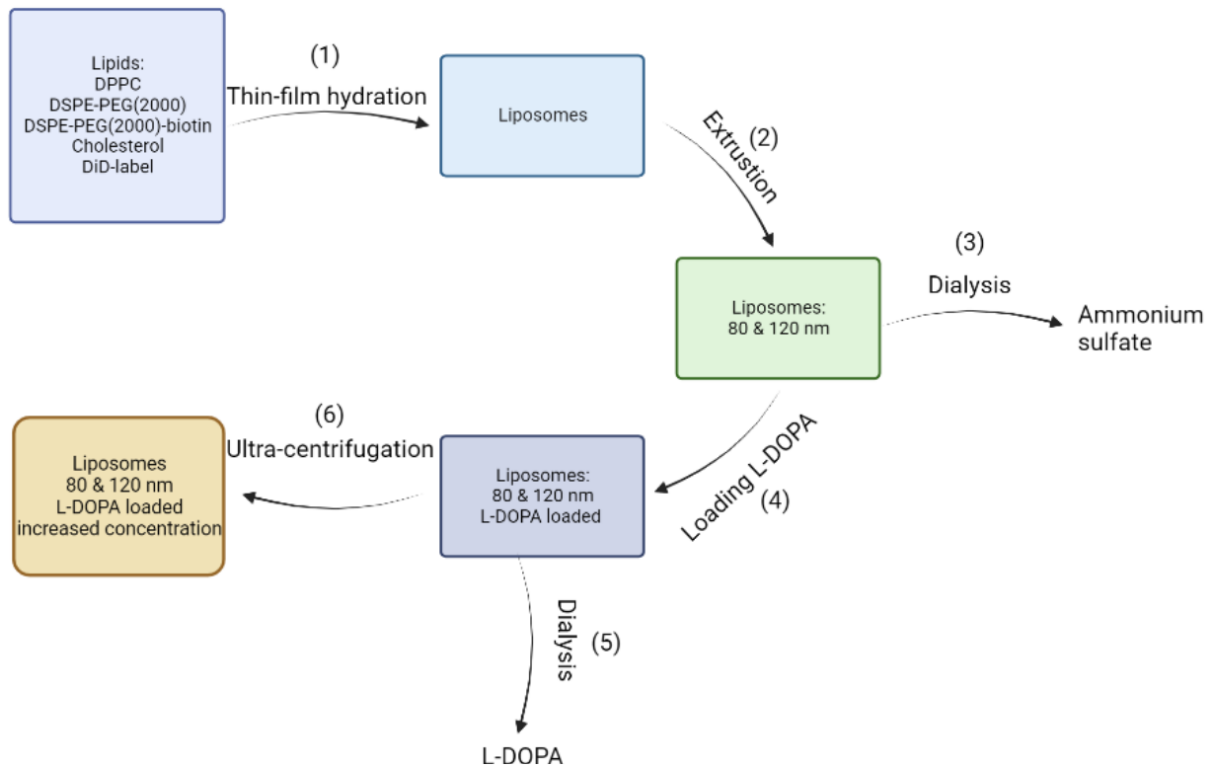 Lipids:
DPPC
DSPE-PEG(2000)
DSPE-PEG(2000)-biotin
Cholesterol
DiD-label
(1)
Thin-film hydration
Liposomes
(2)
Extrustion
Liposomes:
80 & 120 nm
(3)
Dialysis
Ammonium
sulfate
Loading L-DOPA
(4)
Liposomes:
80 & 120 nm
L-DOPA loaded
Dialysis
(5)
L-DOPA
(6)
Ultra-centrifugation
Liposomes
80 & 120 nm
L-DOPA loaded
increased concentration